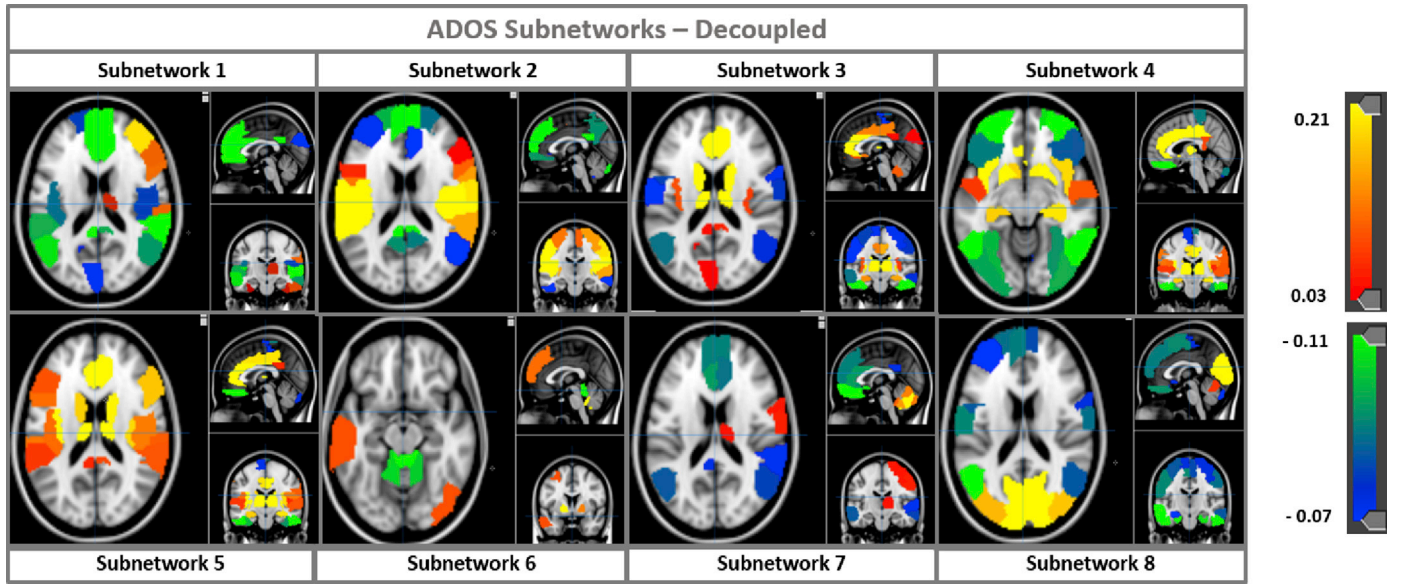 ADOS Subnetworks – Decoupled
Subnetwork 1
Subnetwork 2
Subnetwork 3
Subnetwork 4
0.21
0.03
- 0.11
- 0.07
Subnetwork 5
Subnetwork 6
Subnetwork 7
Subnetwork 8